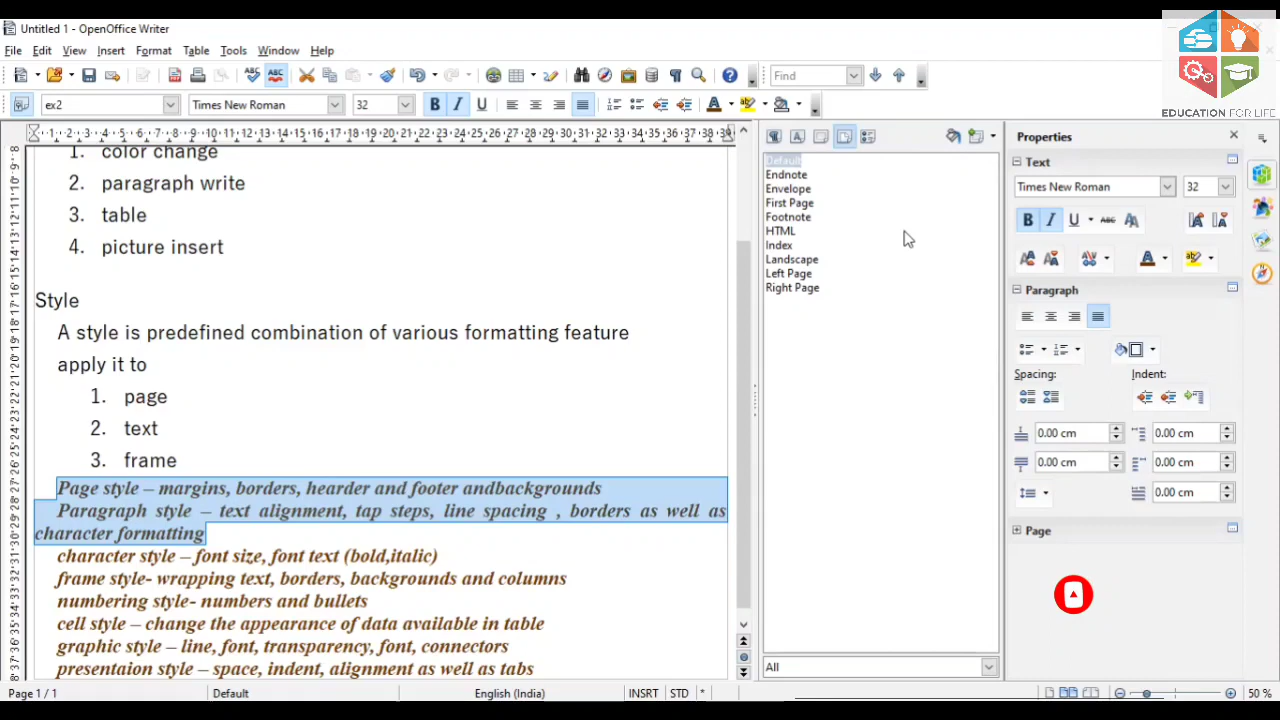 Untitled 1 - OpenOffice Writer
File Edit View Insert Format Table Tools Window Help
Find
ex2 Times New Roman 32 B I U
1. color change
2. paragraph write
3. table
4. picture insert
Style
A style is predefined combination of various formatting feature
apply it to
1. page
2. text
3. frame
Page style – margins, borders, hearder and footer andbackgrounds
Paragraph style – text alignment, tap steps, line spacing , borders as well as
character formatting
character style – font size, font text (bold,italic)
frame style- wrapping text, borders, backgrounds and columns
numbering style- numbers and bullets
cell style – change the appearance of data available in table
graphic style – line, font, transparency, font, connectors
presentaion style – space, indent, alignment as well as tabs
Default
Endnote
Envelope
First Page
Footnote
HTML
Index
Landscape
Left Page
Right Page
All
EDUCATION FOR LIFE
Properties
Text
Times New Roman 32
B I U ABC
Paragraph
Spacing: Indent:
0.00 cm 0.00 cm
0.00 cm 0.00 cm
0.00 cm
Page
Page 1 / 1 Default English (India) INSRT STD * 50 %